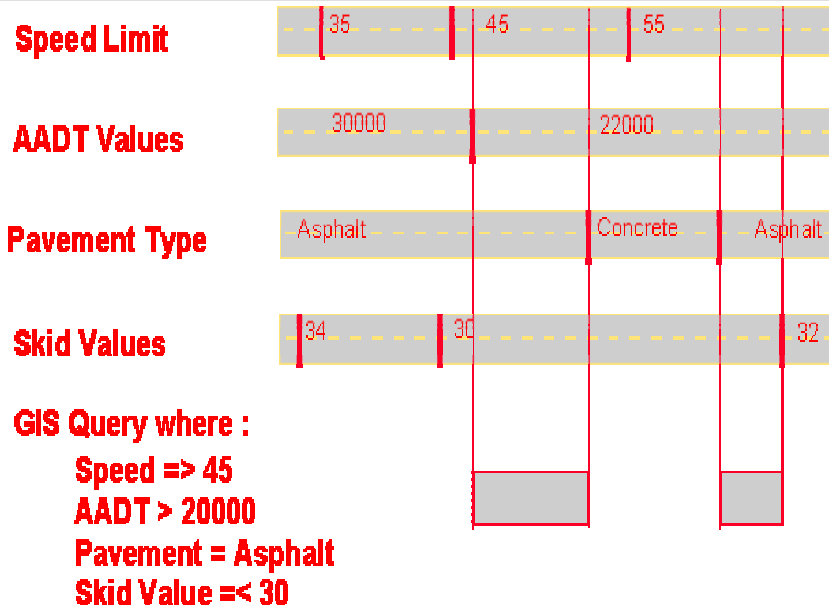 Speed Limit 35 45 55
AADT Values 30000 22000
Pavement Type Asphalt Concrete Asphalt
Skid Values 34 30 32
GIS Query where :
Speed => 45
AADT > 20000
Pavement = Asphalt
Skid Value =< 30